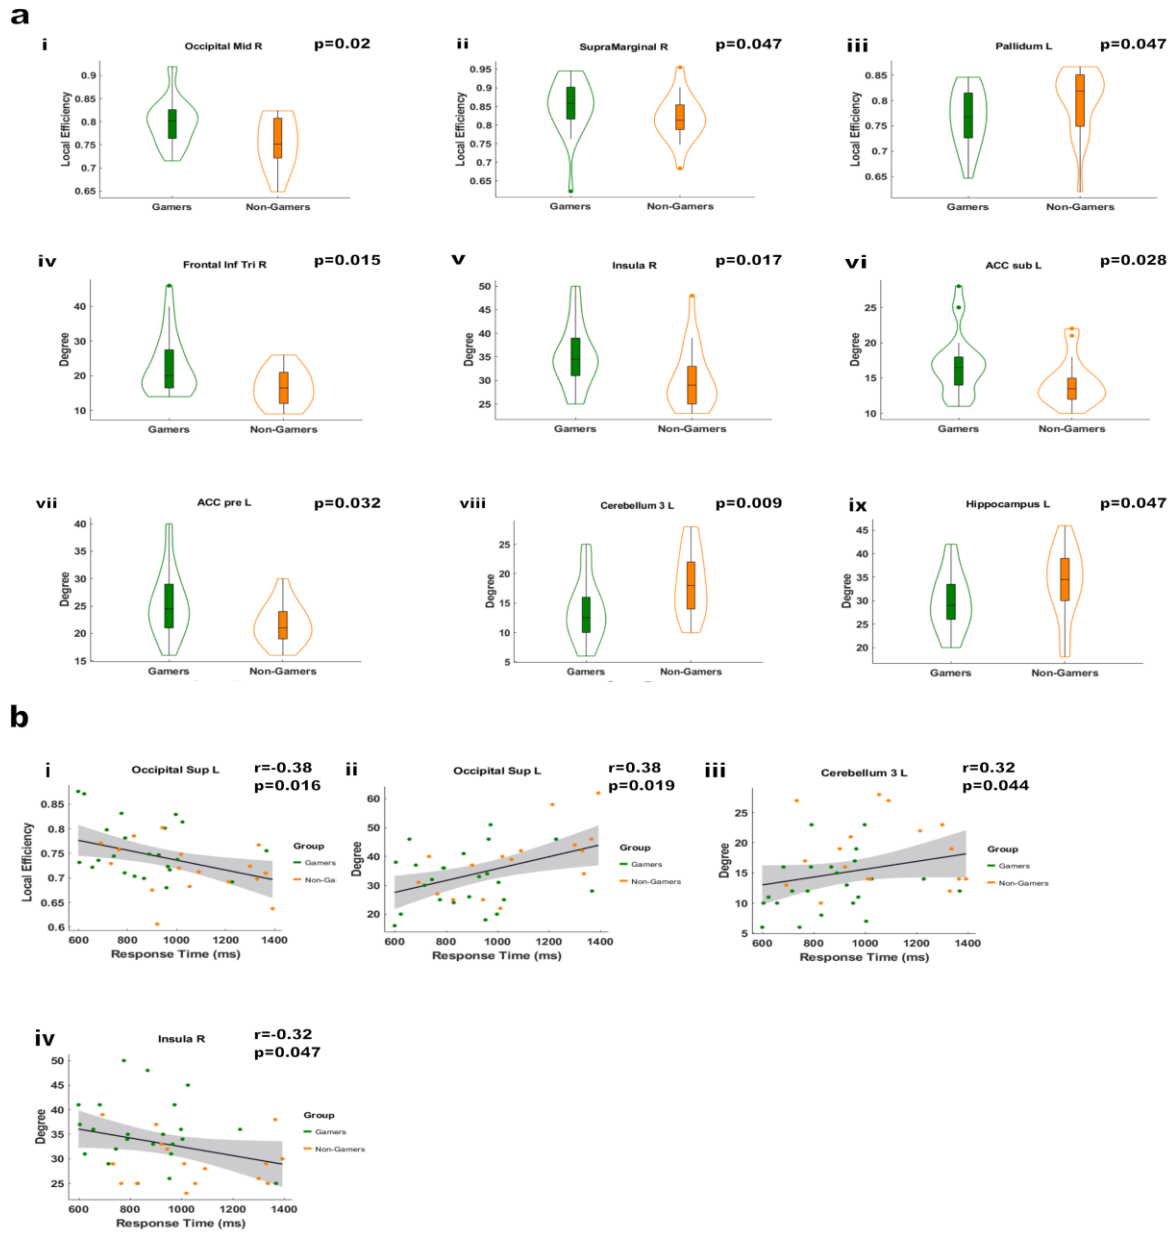 a
i Occipital Mid R p=0.02
0.9
0.85
0.8
0.75
0.7
0.65
Local Efficiency
Gamers Non-Gamers
ii SupraMarginal R p=0.047
0.95
0.9
0.85
0.8
0.75
0.7
0.65
Local Efficiency
Gamers Non-Gamers
iii Pallidum L p=0.047
0.85
0.8
0.75
0.7
0.65
Local Efficiency
Gamers Non-Gamers
iv Frontal Inf Tri R p=0.015
40
30
20
10
Degree
Gamers Non-Gamers
v Insula R p=0.017
50
45
40
35
30
25
Degree
Gamers Non-Gamers
vi ACC sub L p=0.028
25
20
15
10
Degree
Gamers Non-Gamers
vii ACC pre L p=0.032
40
35
30
25
20
15
Degree
Gamers Non-Gamers
viii Cerebellum 3 L p=0.009
25
20
15
10
5
Degree
Gamers Non-Gamers
ix Hippocampus L p=0.047
45
40
35
30
25
20
Degree
Gamers Non-Gamers
b
i Occipital Sup L r=-0.38
p=0.016
0.85
0.8
0.75
0.7
0.65
0.6
Local Efficiency
600 800 1000 1200 1400
Response Time (ms)
Group
Gamers
Non-Ga
ii Occipital Sup L r=0.38
p=0.019
60
50
40
30
20
Degree
600 800 1000 1200 1400
Response Time (ms)
Group
Gamers
Non-Gamers
iii Cerebellum 3 L r=0.32
p=0.044
30
25
20
15
10
5
Degree
600 800 1000 1200 1400
Response Time (ms)
Group
Gamers
Non-Gamers
iv Insula R r=-0.32
p=0.047
50
45
40
35
30
25
Degree
600 800 1000 1200 1400
Response Time (ms)
Group
Gamers
Non-Gamers